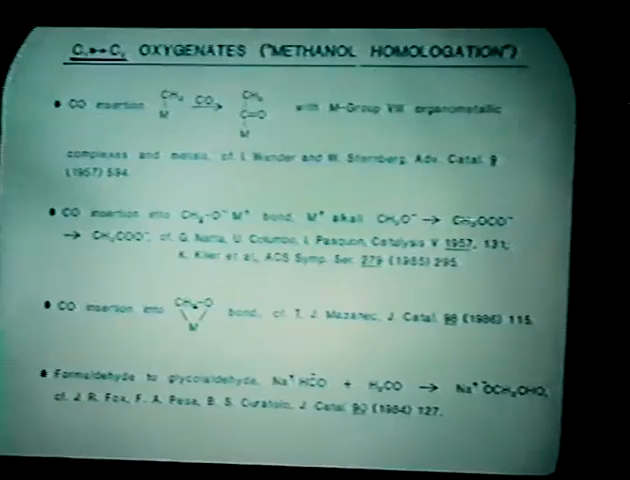 C₁→C₂ OXYGENATES ("METHANOL HOMOLOGATION")
• CO insertion CH₃ M CO → CH₃ C=O M with M-Group VIII organometallic
complexes and metals, cf. I. Wender and H. Sternberg, Adv. Catal. 9
(1957) 594.
• CO insertion into CH₃-O⁻ M⁺ bond, M⁺ alkali CH₃O⁻ → CH₃OCO⁻
→ CH₃COO⁻, cf. G. Natta, U. Colombo, I. Pasquon, Catalysis V 1957, 131;
K. Klier et al, ACS Symp. Ser. 279 (1985) 295.
• CO insertion into CH₂-O M bond, cf. T. J. Mazanec, J. Catal. 98 (1986) 115.
• Formaldehyde to glycolaldehyde, Na⁺HCO⁻ + H₂CO → Na⁺ ⁻OCH₂CHO,
cf. J. R. Fox, F. A. Pesa, B. S. Curatolo, J. Catal. 90 (1984) 127.